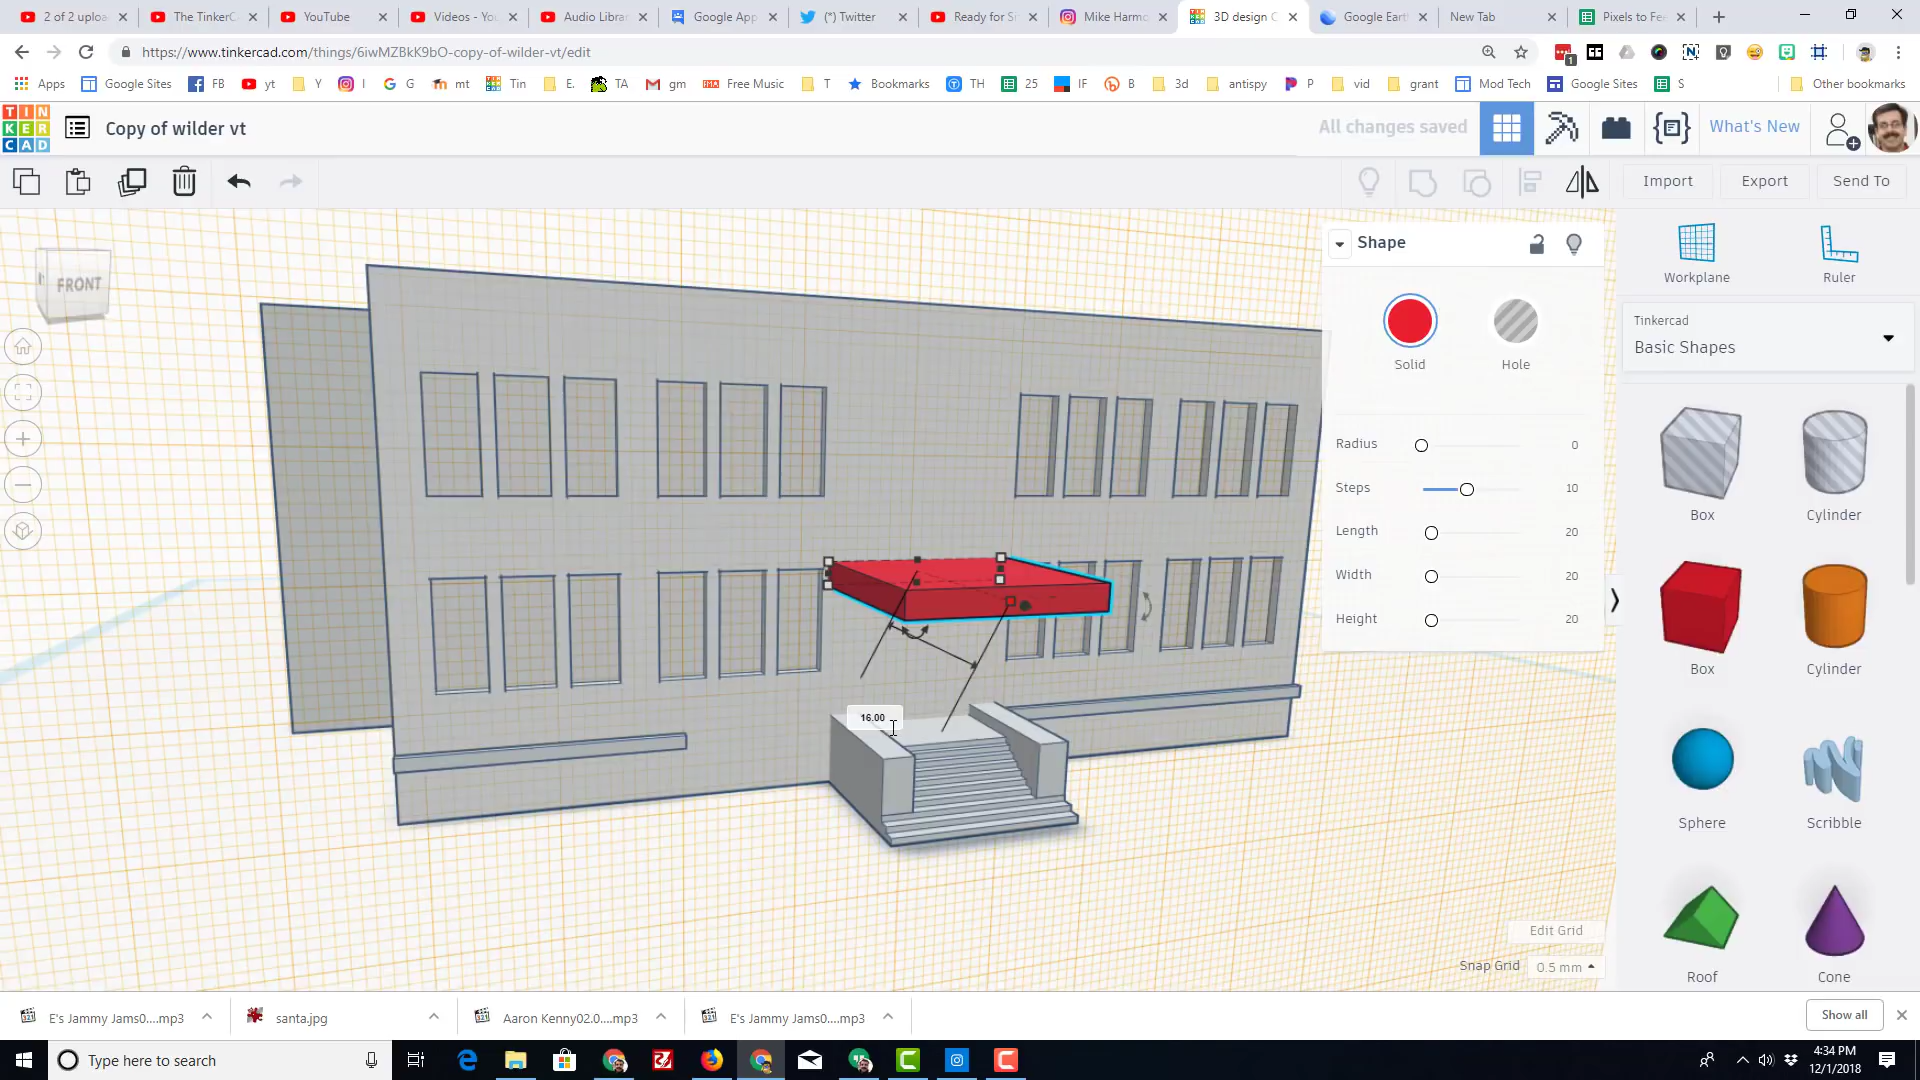 2 of 2 uploa
The TinkerC
YouTube
Videos - You
Audio Librar
Google App
(*) Twitter
Ready for S
Mike Harmo
3D design C
Google Eart
New Tab
Pixels to Fee
https://www.tinkercad.com/things/6iwMZBkK9bO-copy-of-wilder-vt/edit
1
Apps
Google Sites
FB
yt
Y
I
G
mt
Tin
E.
TA
gm
Free Music
T
Bookmarks
TH
25
IF
B
3d
antispy
P
vid
grant
Mod Tech
Google Sites
S
Other bookmarks
TIN
KER
CAD
Copy of wilder vt
All changes saved
What's New
Import
Export
Send To
FRONT
Shape
Solid
Hole
Radius 0
Steps 10
Length 20
Width 20
Height 20
Workplane
Ruler
Tinkercad
Basic Shapes
Box
Cylinder
Box
Cylinder
Sphere
Scribble
Roof
Cone
16.00
Edit Grid
Snap Grid 0.5 mm
E's Jammy Jams0....mp3
santa.jpg
Aaron Kenny02.0....mp3
E's Jammy Jams0....mp3
Show all
Type here to search
4:34 PM
12/1/2018